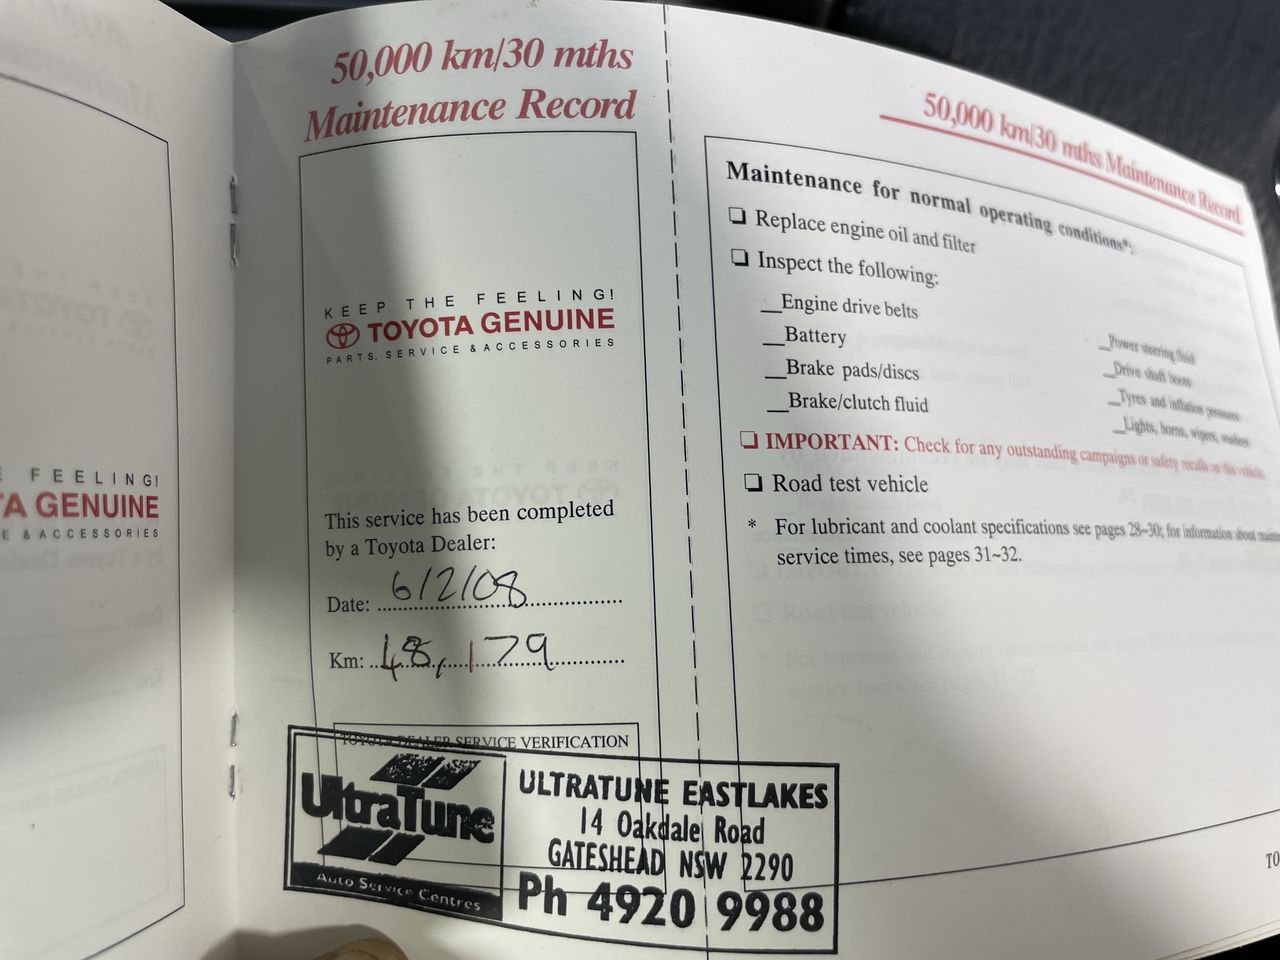 50,000 km/30 mths
Maintenance Record
KEEP THE FEELING!
TOYOTA GENUINE
PARTS, SERVICE & ACCESSORIES
This service has been completed
by a Toyota Dealer:
Date: 6/2/08
Km: 48,179
TOYOTA DEALER SERVICE VERIFICATION
UltraTune
Auto Service Centres
ULTRATUNE EASTLAKES
14 Oakdale Road
GATESHEAD NSW 2290
Ph 4920 9988
FEELING!
TA GENUINE
E & ACCESSORIES
50,000 km/30 mths Maintenance Record
Maintenance for normal operating conditions*:
Replace engine oil and filter
Inspect the following:
Engine drive belts
Battery
Brake pads/discs
Brake/clutch fluid
Power steering fluid
Drive shaft boots
Tyres and inflation pressures
Lights, horns, wipers, washers
IMPORTANT: Check for any outstanding campaigns or safety recalls on this vehicle.
Road test vehicle
* For lubricant and coolant specifications see pages 28~30; for information about
service times, see pages 31~32.
TO